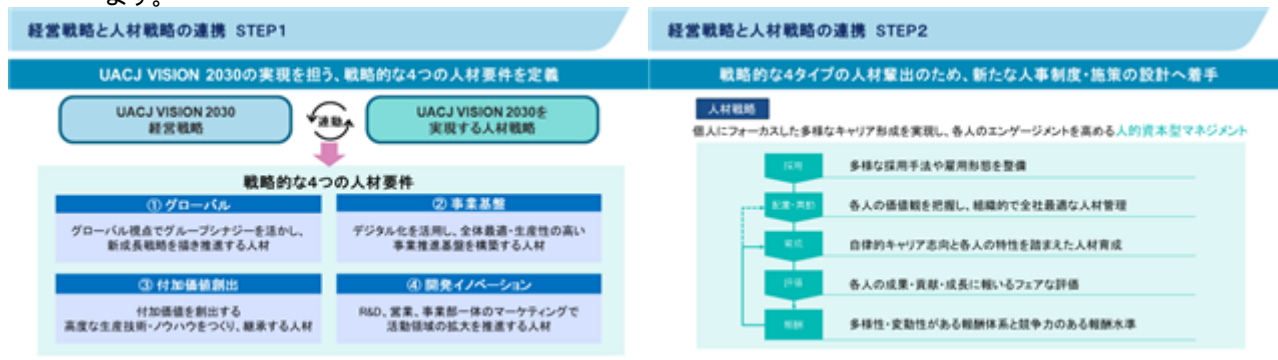 ます。
経営戦略と人材戦略の連携 STEP1
UACJ VISION 2030の実現を担う、戦略的な4つの人材要件を定義
UACJ VISION 2030
経営戦略
連動
UACJ VISION 2030を
実現する人材戦略
戦略的な4つの人材要件
① グローバル
グローバル視点でグループシナジーを活かし、
新成長戦略を描き推進する人材
② 事業基盤
デジタル化を活用し、全体最適・生産性の高い
事業推進基盤を構築する人材
③ 付加価値創出
付加価値を創出する
高度な生産技術・ノウハウをつくり、継承する人材
④ 開発イノベーション
R&D、営業、事業部一体のマーケティングで
活動領域の拡大を推進する人材
経営戦略と人材戦略の連携 STEP2
戦略的な4タイプの人材輩出のため、新たな人事制度・施策の設計へ着手
人材戦略
個人にフォーカスした多様なキャリア形成を実現し、各人のエンゲージメントを高める人的資本型マネジメント
採用
多様な採用手法や雇用形態を整備
配置・異動
各人の価値観を把握し、組織的で全社最適な人材管理
育成
自律的キャリア志向と各人の特性を踏まえた人材育成
評価
各人の成果・貢献・成長に報いるフェアな評価
報酬
多様性・変動性がある報酬体系と競争力のある報酬水準